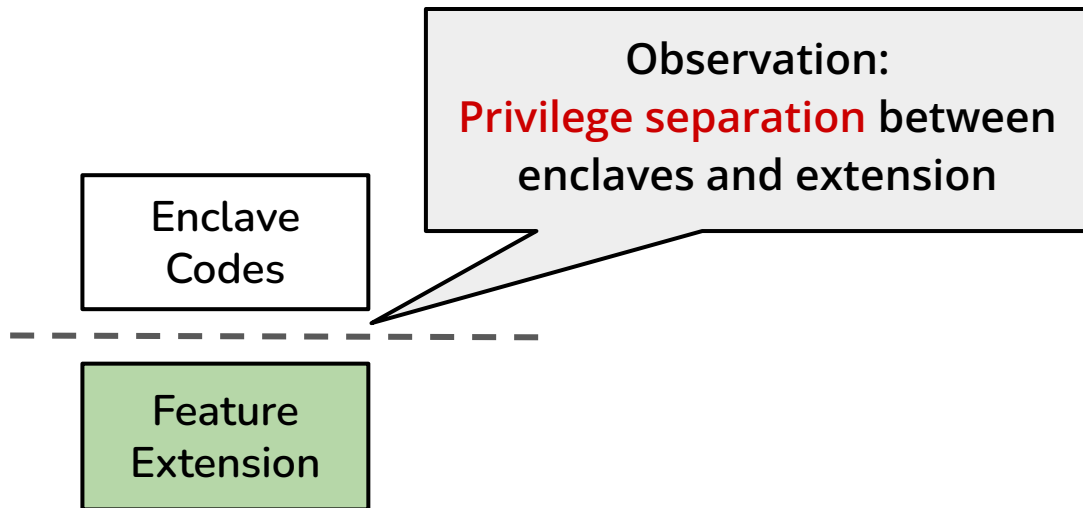 Observation:
Privilege separation between
enclaves and extension
Enclave
Codes
Feature
Extension